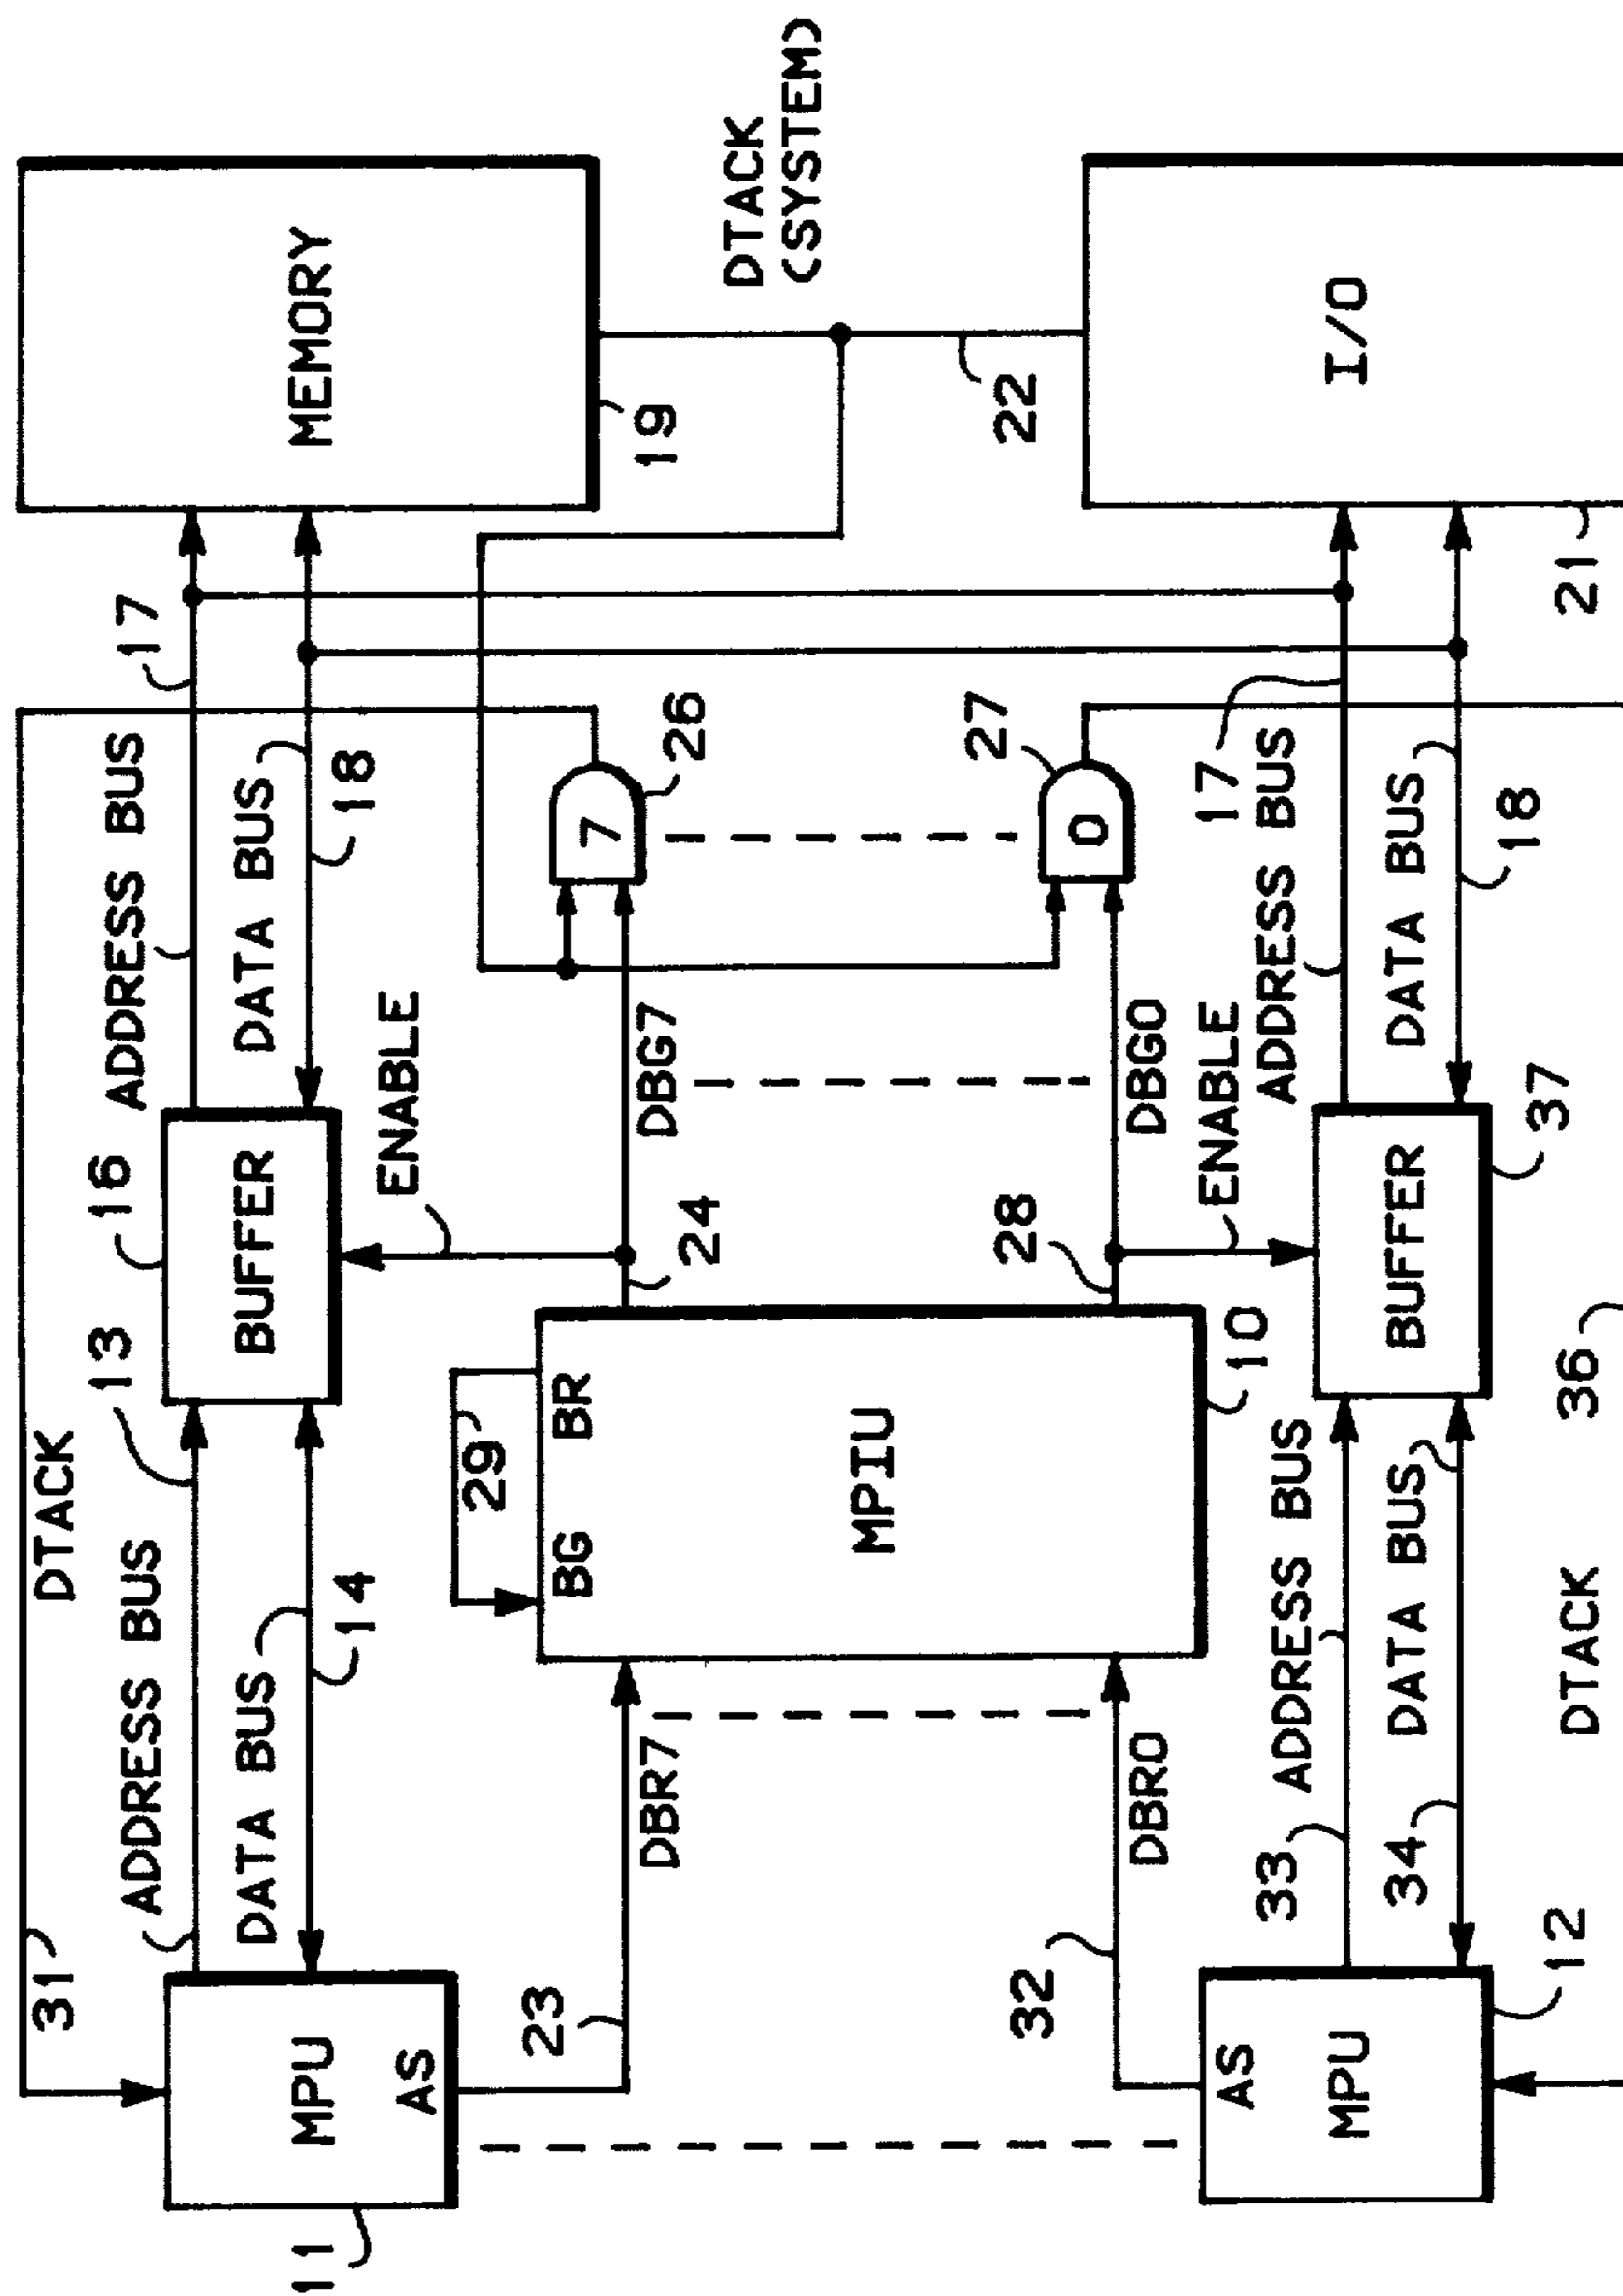 31
DTACK
11
MPU
AS
ADDRESS BUS
13
DATA BUS
14
16
BUFFER
ADDRESS BUS
17
DATA BUS
18
ENABLE
MEMORY
19
23
DBR7
29
BG
BR
MPIU
10
24
DBG7
7
26
DTACK
(SYSTEM)
22
32
DBR0
28
DBG0
0
27
ENABLE
AS
MPU
12
33
ADDRESS BUS
34
DATA BUS
BUFFER
37
17
ADDRESS BUS
DATA BUS
18
I/O
21
DTACK
36